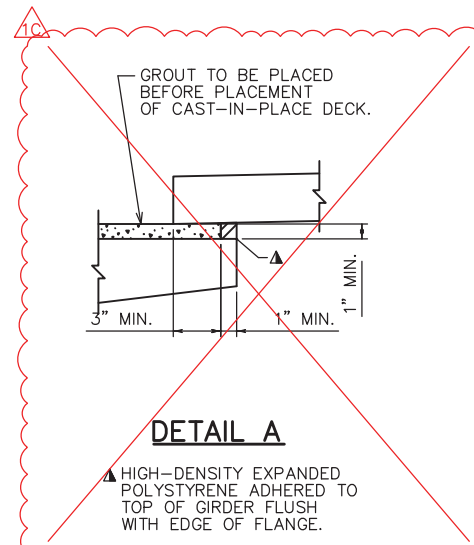 1C
GROUT TO BE PLACED
BEFORE PLACEMENT
OF CAST-IN-PLACE DECK.
3" MIN.
1" MIN.
1" MIN.
DETAIL A
HIGH-DENSITY EXPANDED
POLYSTYRENE ADHERED TO
TOP OF GIRDER FLUSH
WITH EDGE OF FLANGE.